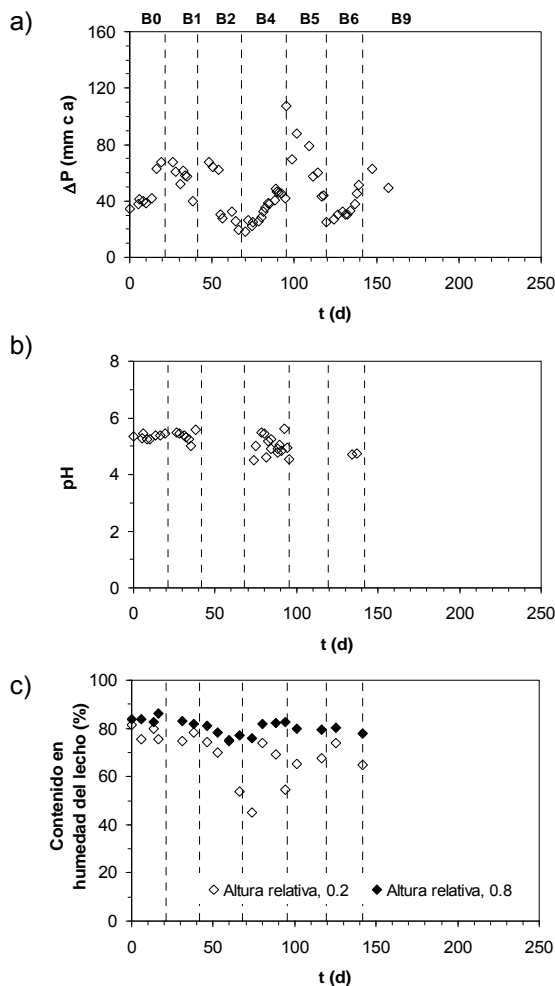 a)
B0 B1 B2 B4 B5 B6 B9
160
120
80
40
0
ΔP (mm c a)
0 50 100 150 200 250
t (d)
b)
8
6
4
2
0
pH
0 50 100 150 200 250
t (d)
c)
100
80
60
40
20
0
Contenido en
humedad del lecho (%)
Altura relativa, 0.2 Altura relativa, 0.8
0 50 100 150 200 250
t (d)